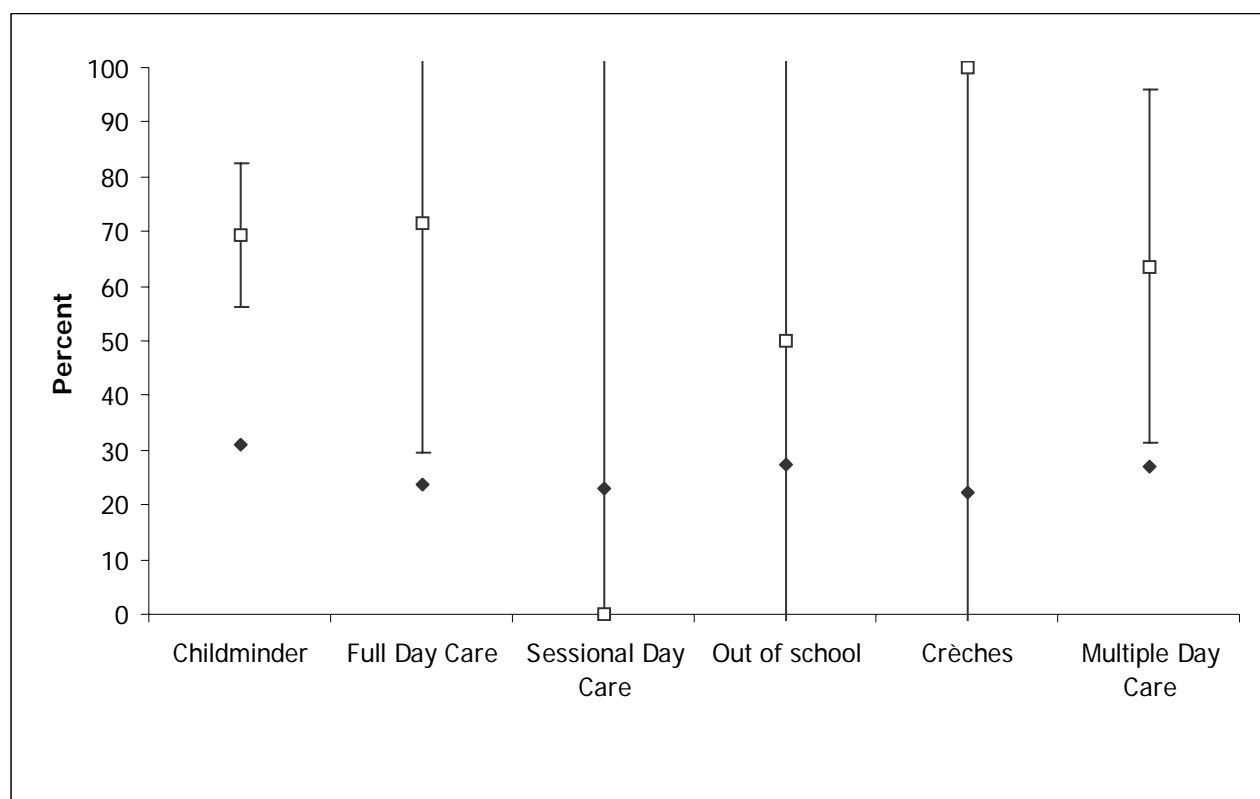 100
90
80
70
60
50
40
30
20
10
0
Percent
Childminder
Full Day Care
Sessional Day
Care
Out of school
Crèches
Multiple Day
Care